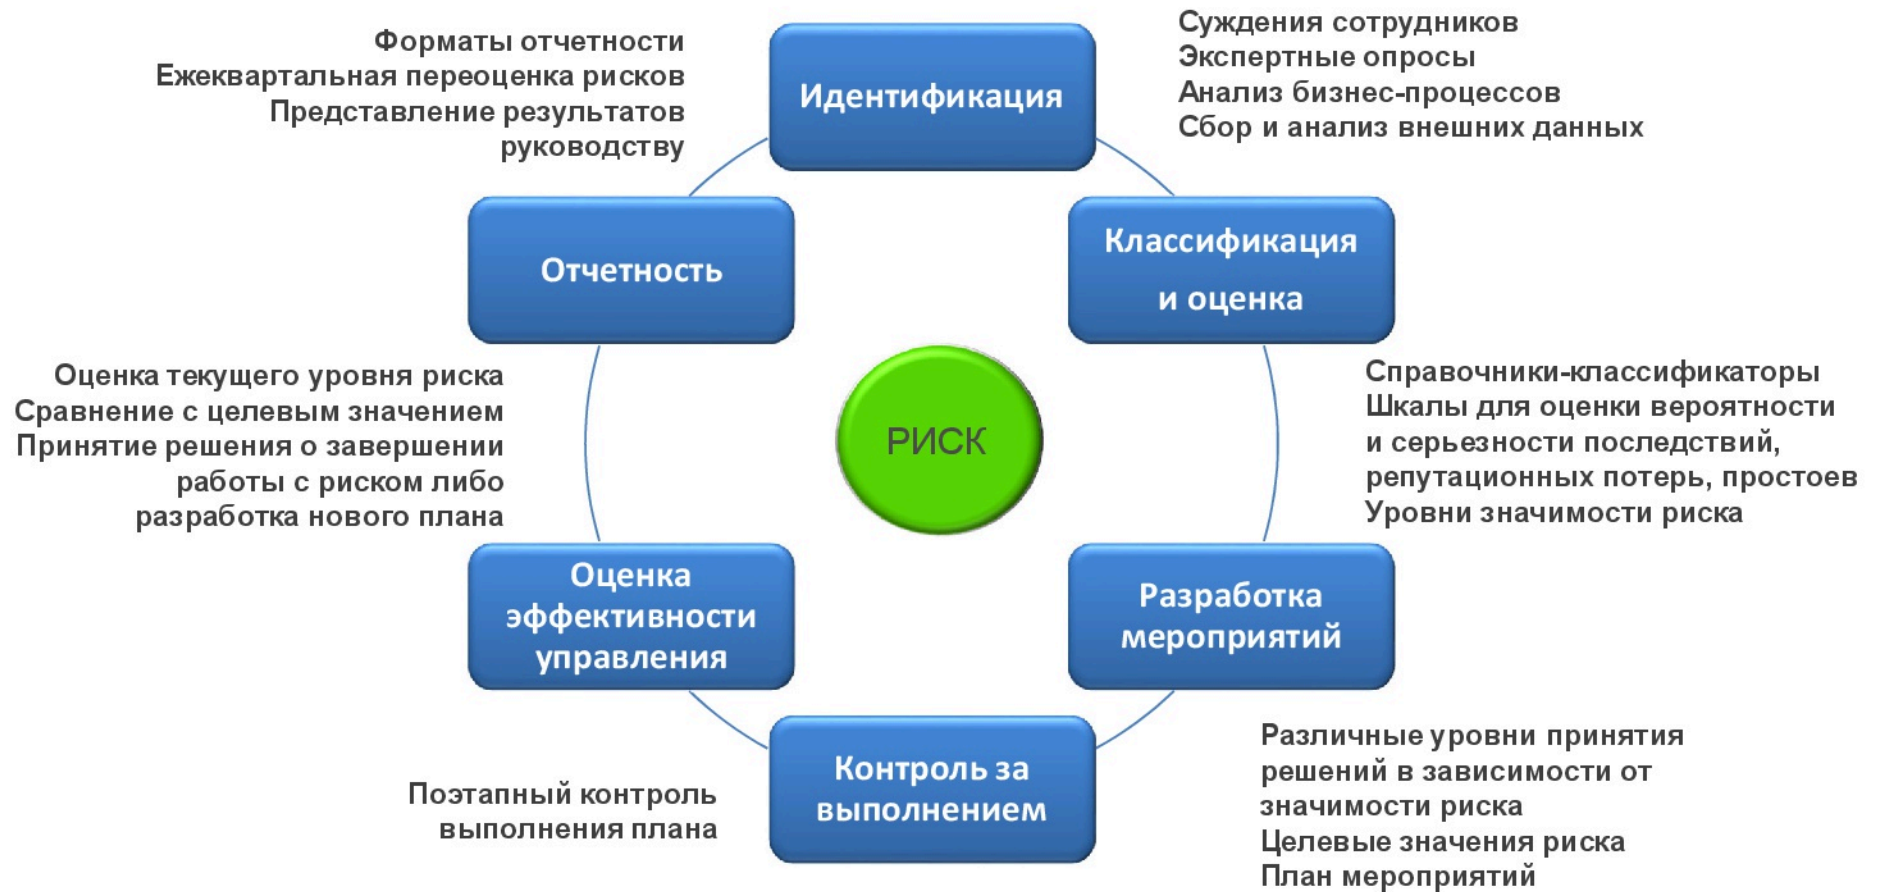 Форматы отчетности
Ежеквартальная переоценка рисков
Представление результатов
руководству
Идентификация
Суждения сотрудников
Экспертные опросы
Анализ бизнес-процессов
Сбор и анализ внешних данных
Отчетность
Классификация
и оценка
Оценка текущего уровня риска
Сравнение с целевым значением
Принятие решения о завершении
работы с риском либо
разработка нового плана
РИСК
Справочники-классификаторы
Шкалы для оценки вероятности
и серьезности последствий,
репутационных потерь, простоев
Уровни значимости риска
Оценка
эффективности
управления
Разработка
мероприятий
Поэтапный контроль
выполнения плана
Контроль за
выполнением
Различные уровни принятия
решений в зависимости от
значимости риска
Целевые значения риска
План мероприятий